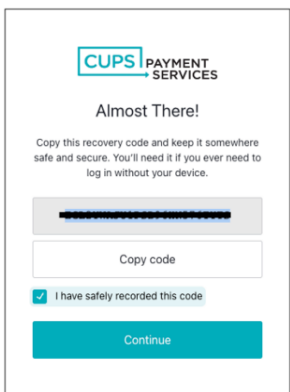 CUPS PAYMENT
SERVICES
Almost There!
Copy this recovery code and keep it somewhere
safe and secure. You'll need it if you ever need to
log in without your device.
Copy code
I have safely recorded this code
Continue